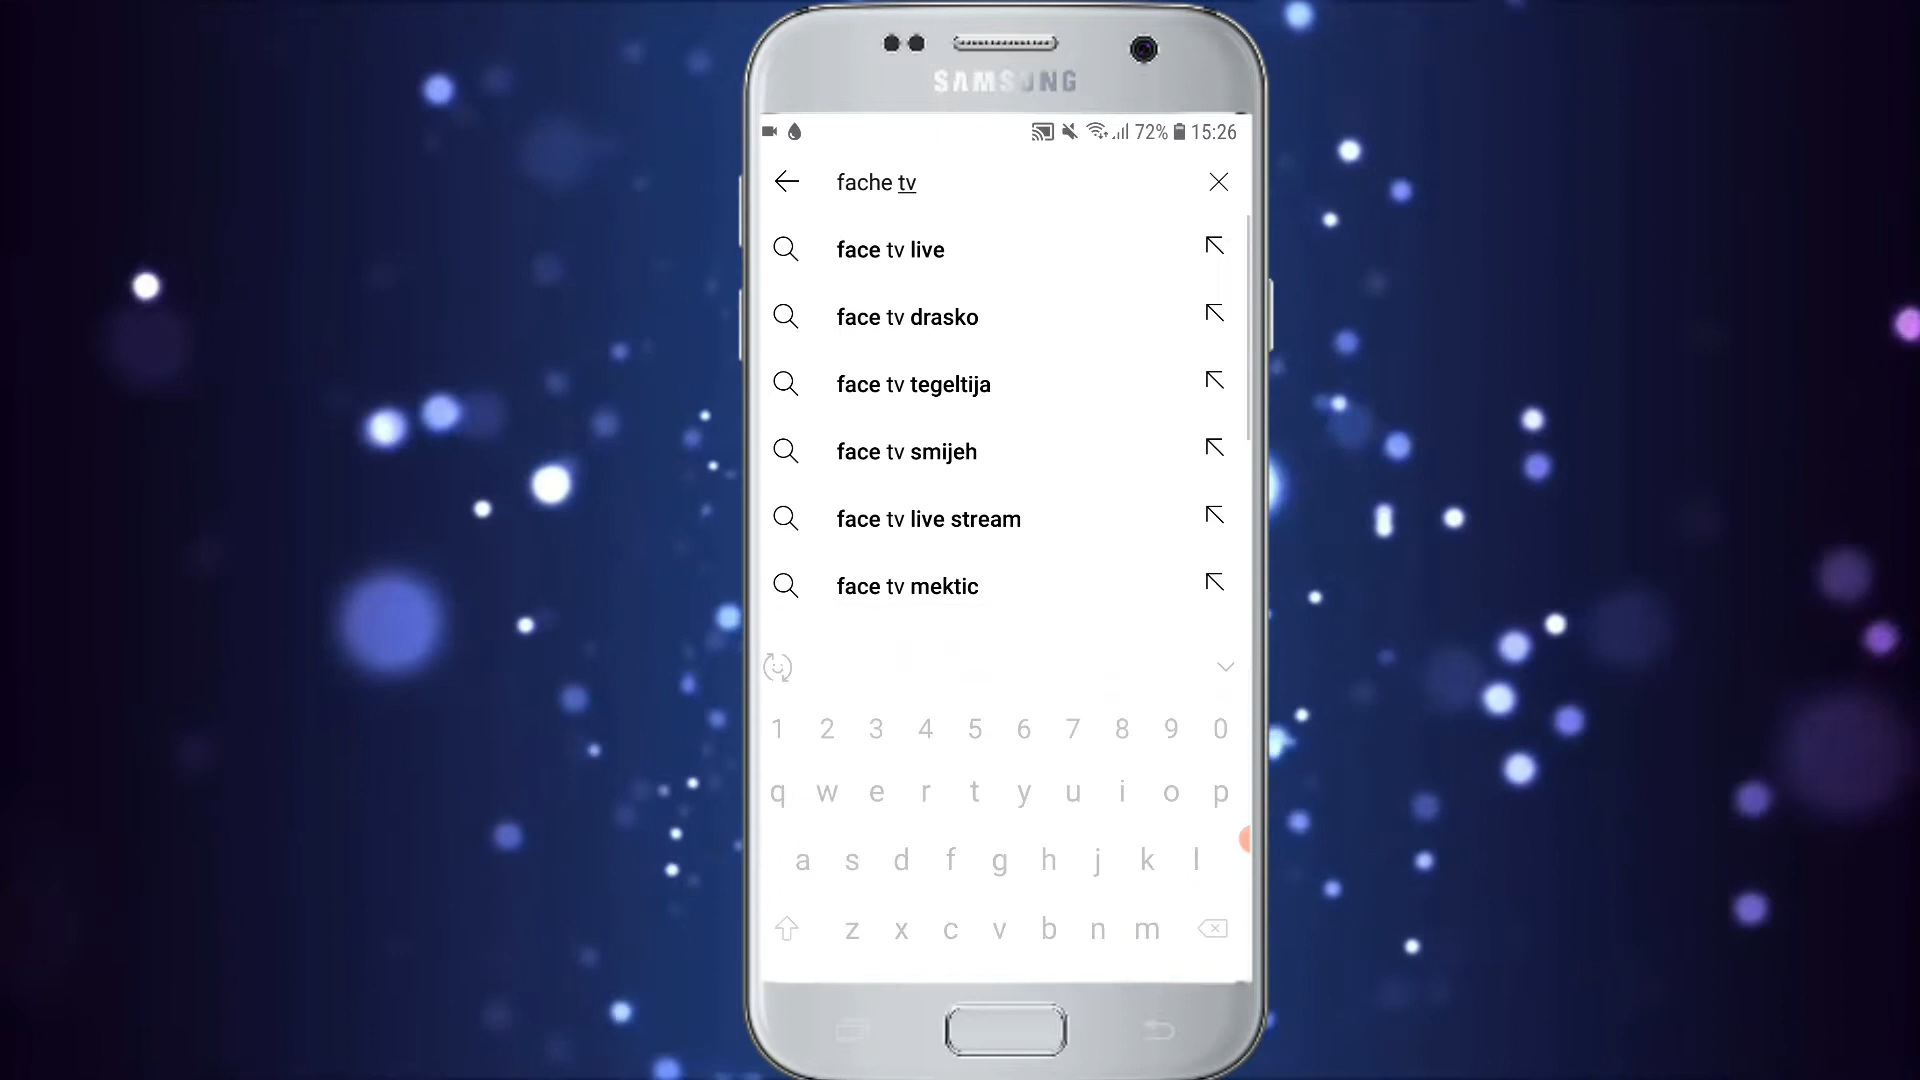 SAMSUNG
72% 15:26
fache tv
face tv live
face tv drasko
face tv tegeltija
face tv smijeh
face tv live stream
face tv mektic
1 2 3 4 5 6 7 8 9 0
q w e r t y u i o p
a s d f g h j k l
z x c v b n m